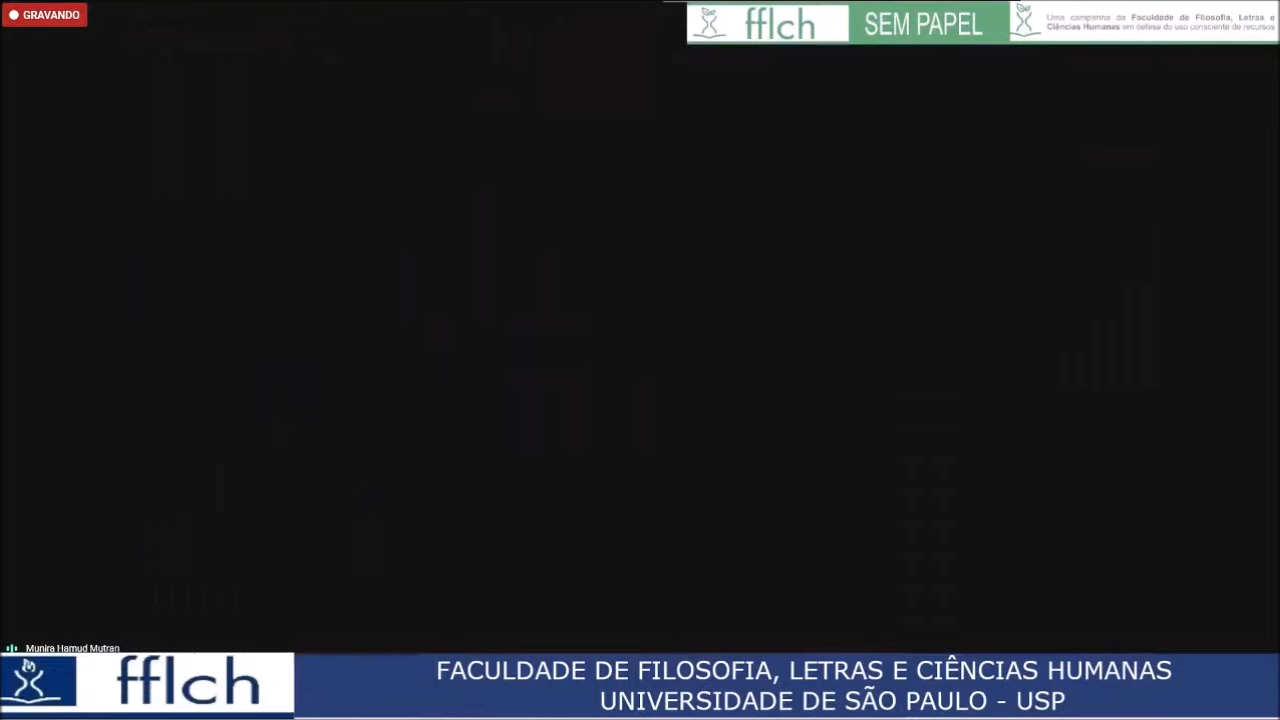 GRAVANDO
fflch
SEM PAPEL
Uma campanha da Faculdade de Filosofia, Letras e
Ciências Humanas em defesa do uso consciente de recursos
Munira Hamud Mutran
fflch
FACULDADE DE FILOSOFIA, LETRAS E CIÊNCIAS HUMANAS
UNIVERSIDADE DE SÃO PAULO - USP